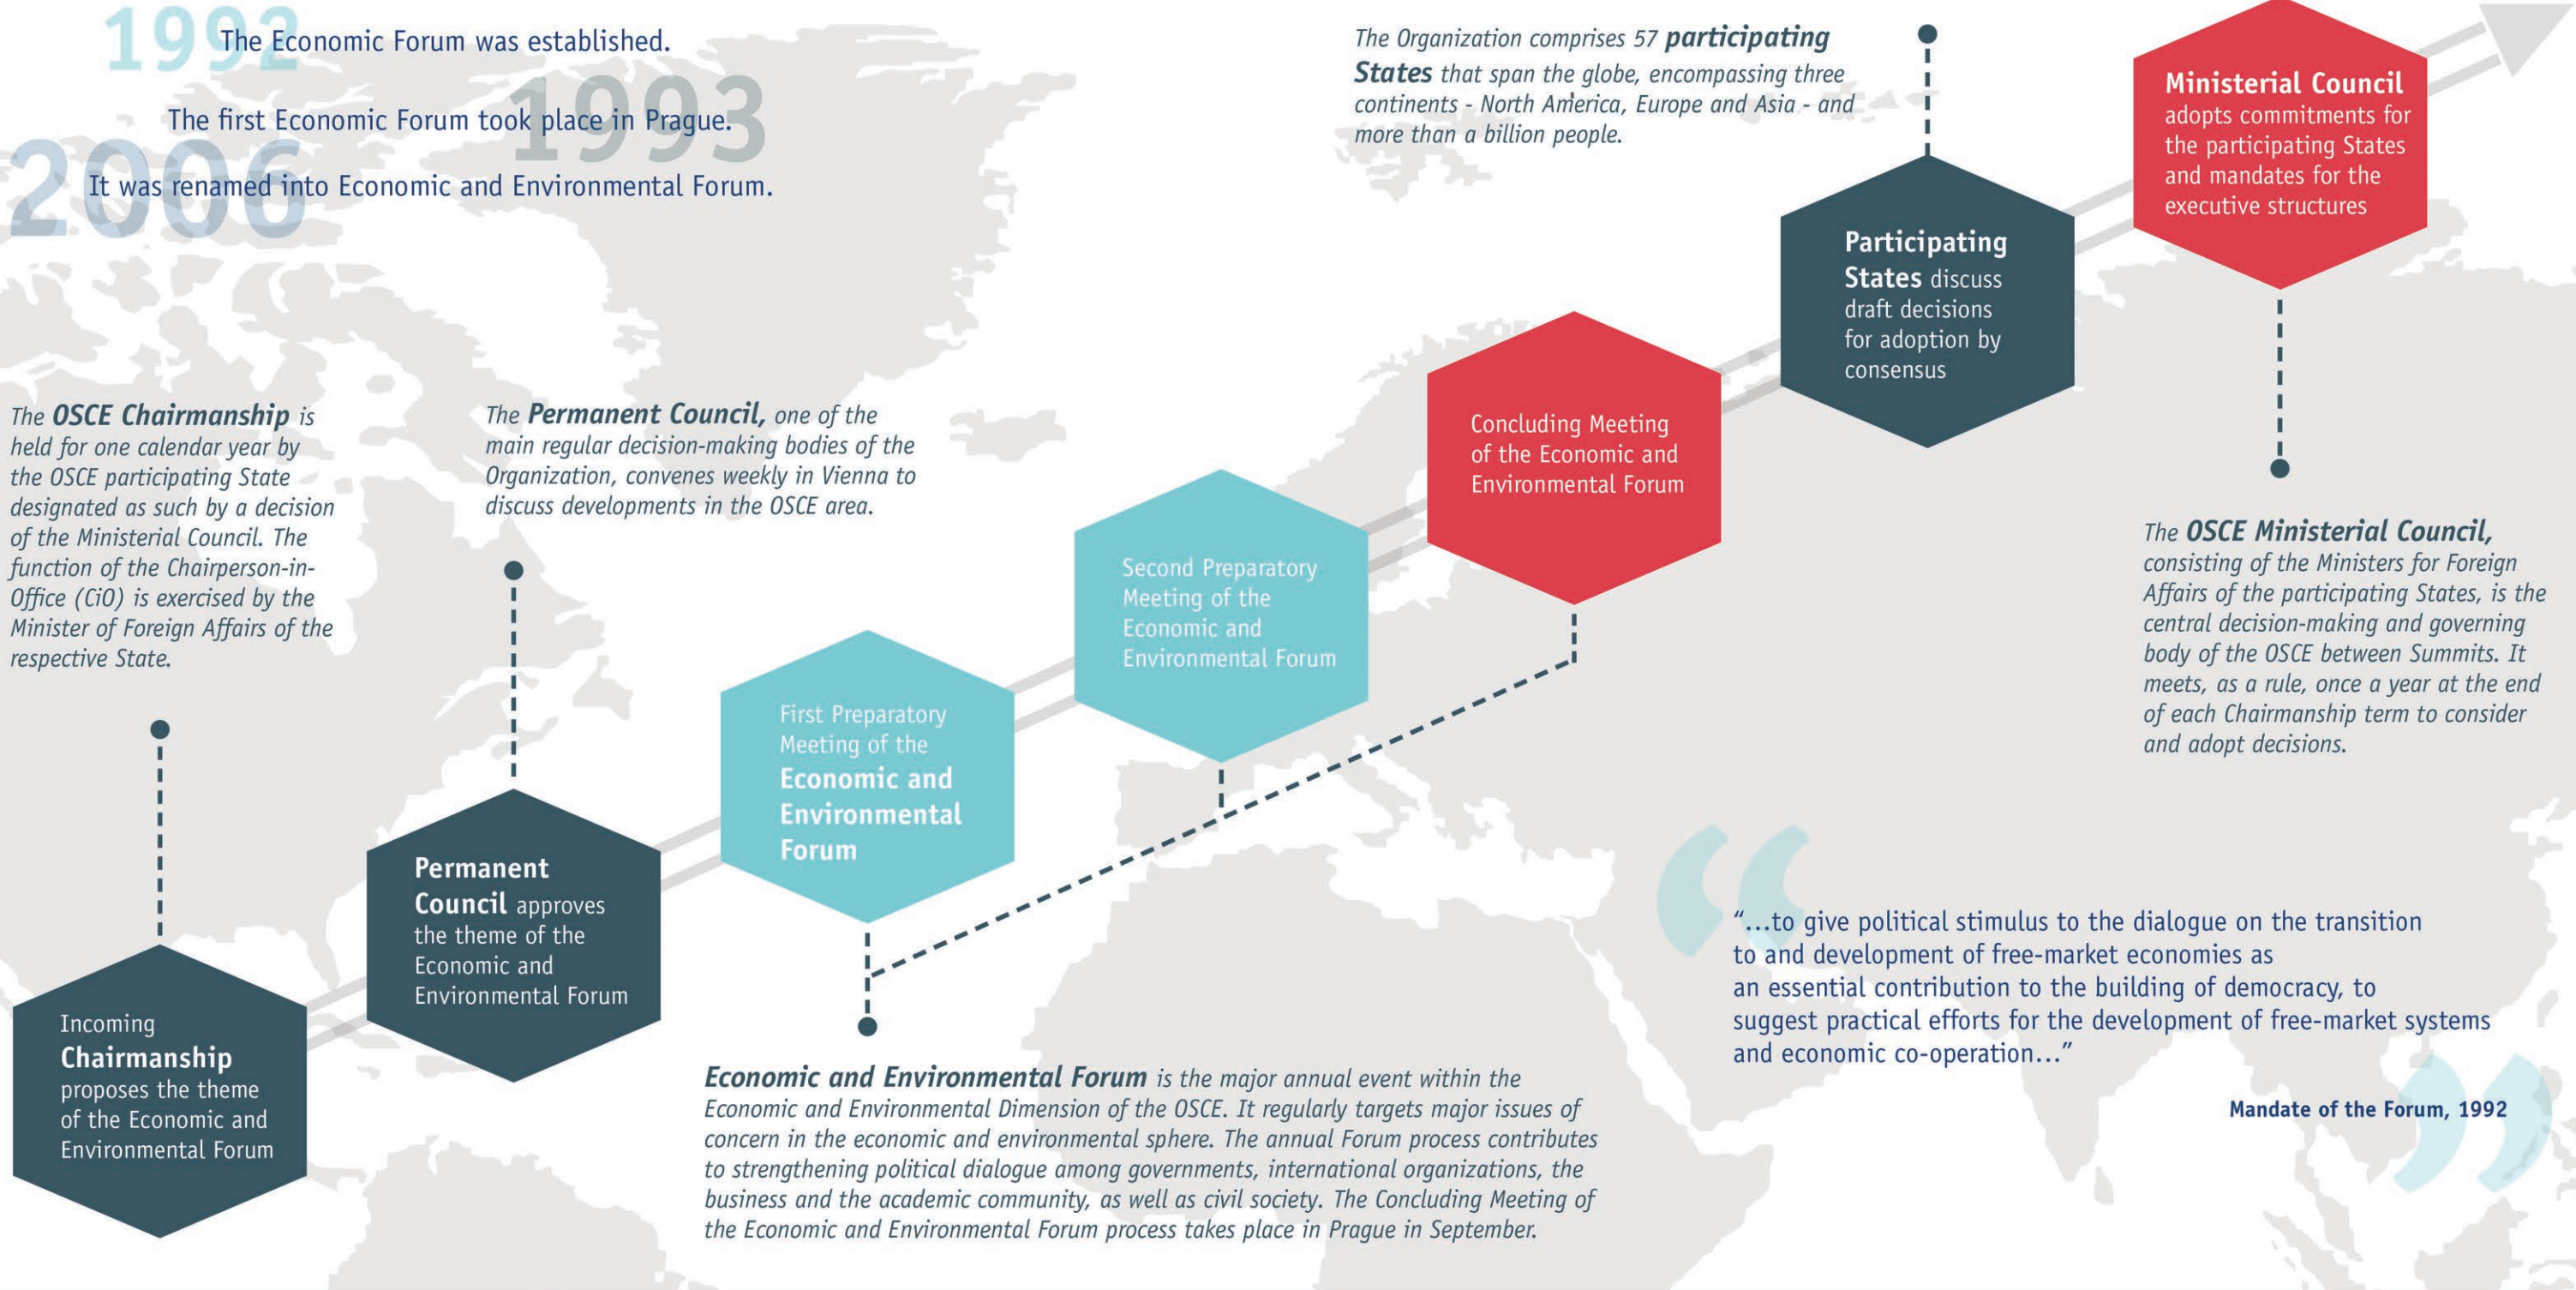 1992
The Economic Forum was established.
1993
The first Economic Forum took place in Prague.
2006
It was renamed into Economic and Environmental Forum.
The Organization comprises 57 participating
States that span the globe, encompassing three
continents - North America, Europe and Asia - and
more than a billion people.
Ministerial Council
adopts commitments for
the participating States
and mandates for the
executive structures
Participating
States discuss
draft decisions
for adoption by
consensus
The OSCE Chairmanship is
held for one calendar year by
the OSCE participating State
designated as such by a decision
of the Ministerial Council. The
function of the Chairperson-in-
Office (CiO) is exercised by the
Minister of Foreign Affairs of the
respective State.
The Permanent Council, one of the
main regular decision-making bodies of the
Organization, convenes weekly in Vienna to
discuss developments in the OSCE area.
Concluding Meeting
of the Economic and
Environmental Forum
Second Preparatory
Meeting of the
Economic and
Environmental Forum
The OSCE Ministerial Council,
consisting of the Ministers for Foreign
Affairs of the participating States, is the
central decision-making and governing
body of the OSCE between Summits. It
meets, as a rule, once a year at the end
of each Chairmanship term to consider
and adopt decisions.
First Preparatory
Meeting of the
Economic and
Environmental
Forum
Permanent
Council approves
the theme of the
Economic and
Environmental Forum
Incoming
Chairmanship
proposes the theme
of the Economic and
Environmental Forum
"...to give political stimulus to the dialogue on the transition
to and development of free-market economies as
an essential contribution to the building of democracy, to
suggest practical efforts for the development of free-market systems
and economic co-operation..."
Mandate of the Forum, 1992
Economic and Environmental Forum is the major annual event within the
Economic and Environmental Dimension of the OSCE. It regularly targets major issues of
concern in the economic and environmental sphere. The annual Forum process contributes
to strengthening political dialogue among governments, international organizations, the
business and the academic community, as well as civil society. The Concluding Meeting of
the Economic and Environmental Forum process takes place in Prague in September.